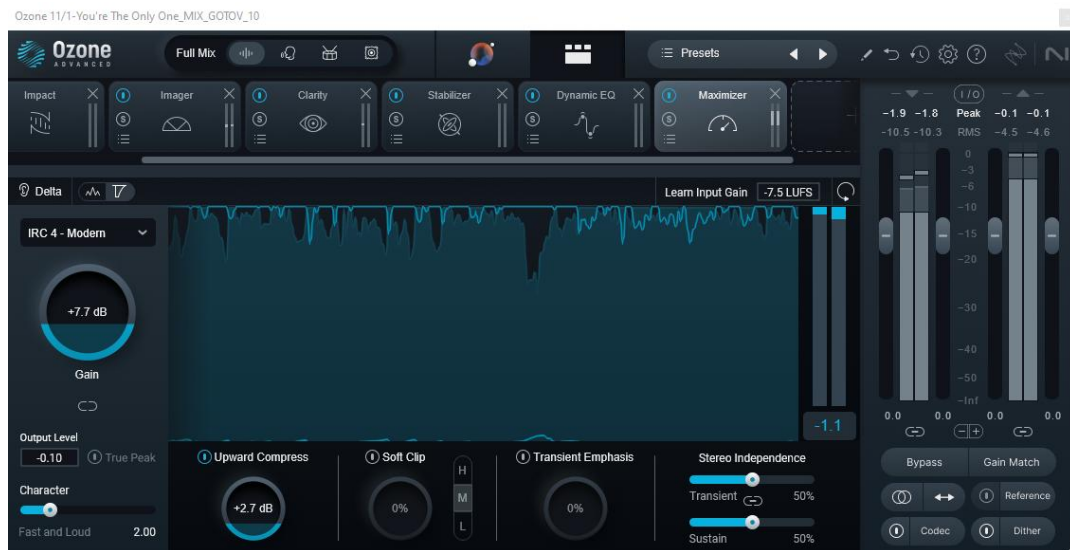 Ozone 11/1-You're The Only One_MIX_GOTOV_10
Ozone
ADVANCED
Full Mix
Presets
Impact
Imager
Clarity
Stabilizer
Dynamic EQ
Maximizer
S
S
S
S
S
I/O
-1.9 -1.8 Peak -0.1 -0.1
-10.5 -10.3 RMS -4.5 -4.6
0
-3
-6
-10
-15
-20
-30
-40
-50
-Inf
0.0 0.0 0.0 0.0
Delta
Learn Input Gain -7.5 LUFS
IRC 4 - Modern
+7.7 dB
Gain
Output Level
-0.10 True Peak
Character
Fast and Loud 2.00
-1.1
Upward Compress
+2.7 dB
Soft Clip
0%
H
M
L
Transient Emphasis
0%
Stereo Independence
Transient 50%
Sustain 50%
Bypass Gain Match
Reference
Codec Dither